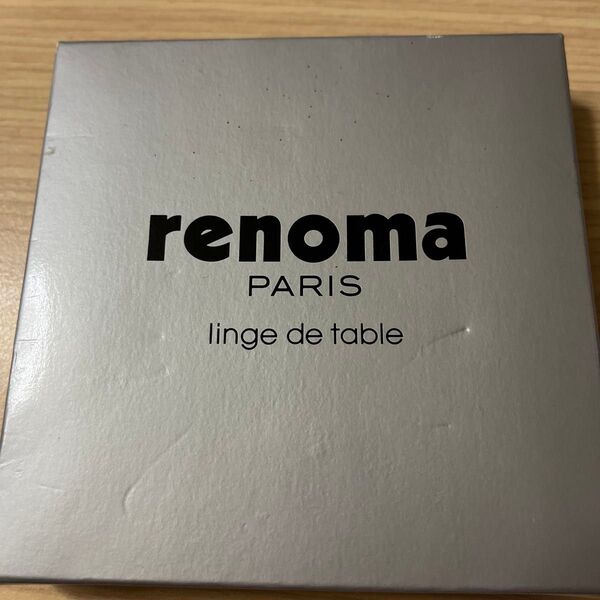 renoma
PARIS
linge de table